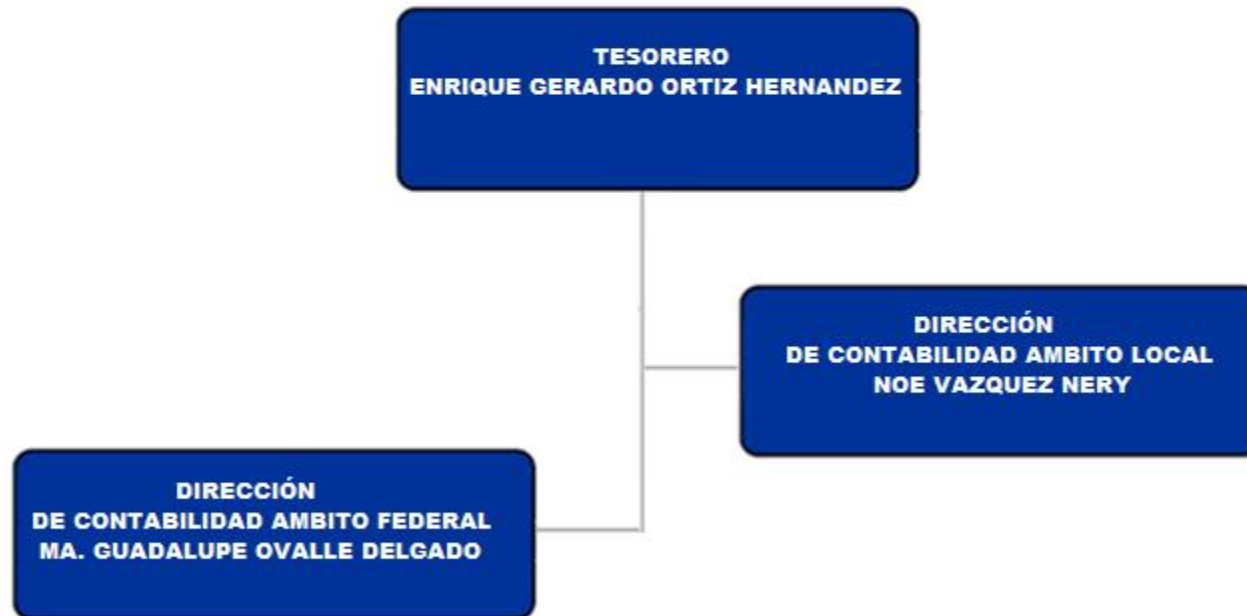 TESORERO
ENRIQUE GERARDO ORTIZ HERNANDEZ
DIRECCIÓN
DE CONTABILIDAD AMBITO LOCAL
NOE VAZQUEZ NERY
DIRECCIÓN
DE CONTABILIDAD AMBITO FEDERAL
MA. GUADALUPE OVALLE DELGADO